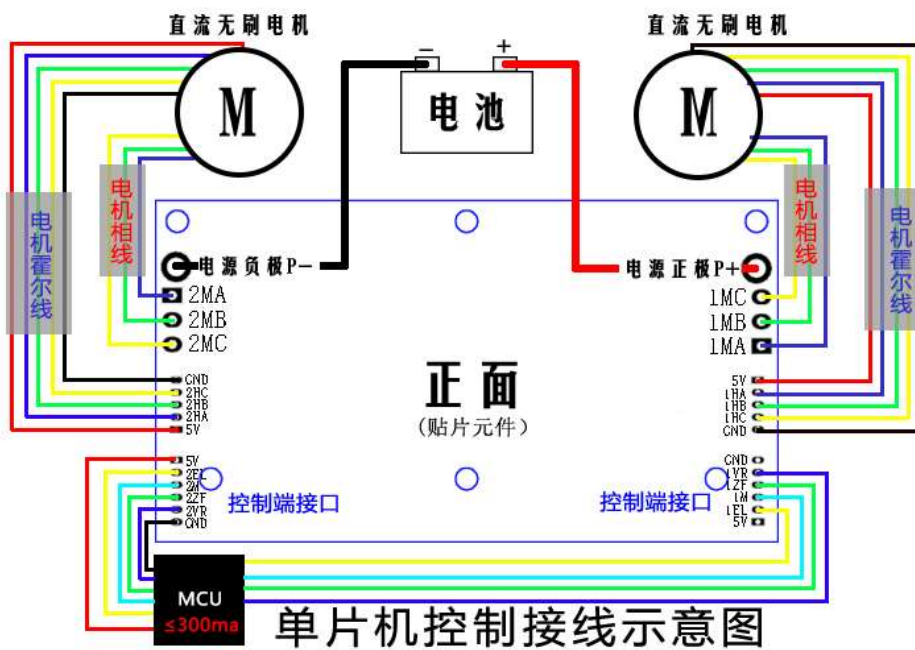 直流无刷电机
直流无刷电机
M
- +
电池
M
电机霍尔线
电机相线
电机相线
电机霍尔线
电源负极P-
电源正极P+
2MA
2MB
2MC
1MC
1MB
1MA
正面
(贴片元件)
GND
2HC
2HB
2HA
5V
5V
1HA
1HB
1HC
GND
5V
2EL
2M
2ZF
2VR
GND
控制端接口
控制端接口
GND
1VR
1ZF
1M
1EL
5V
MCU
≤300ma
单片机控制接线示意图